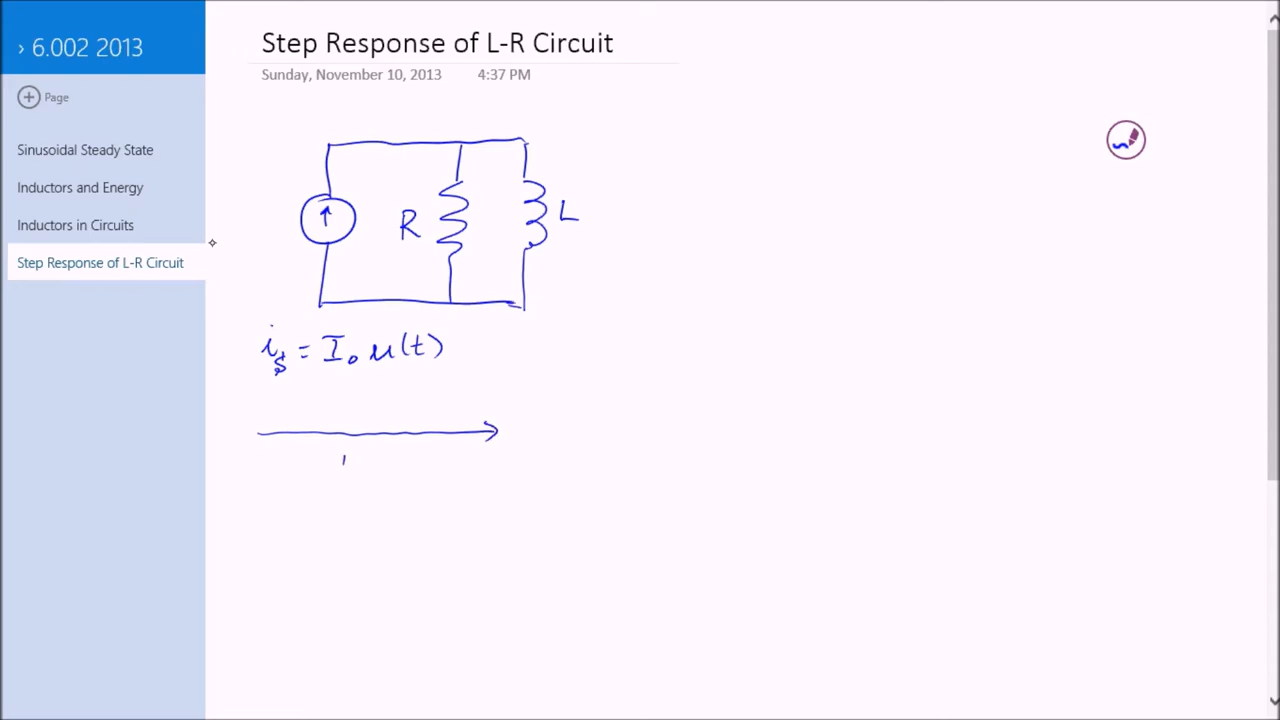 › 6.002 2013
Page
Sinusoidal Steady State
Inductors and Energy
Inductors in Circuits
Step Response of L-R Circuit
Step Response of L-R Circuit
Sunday, November 10, 2013 4:37 PM
R
L
i_s = I₀ u(t)